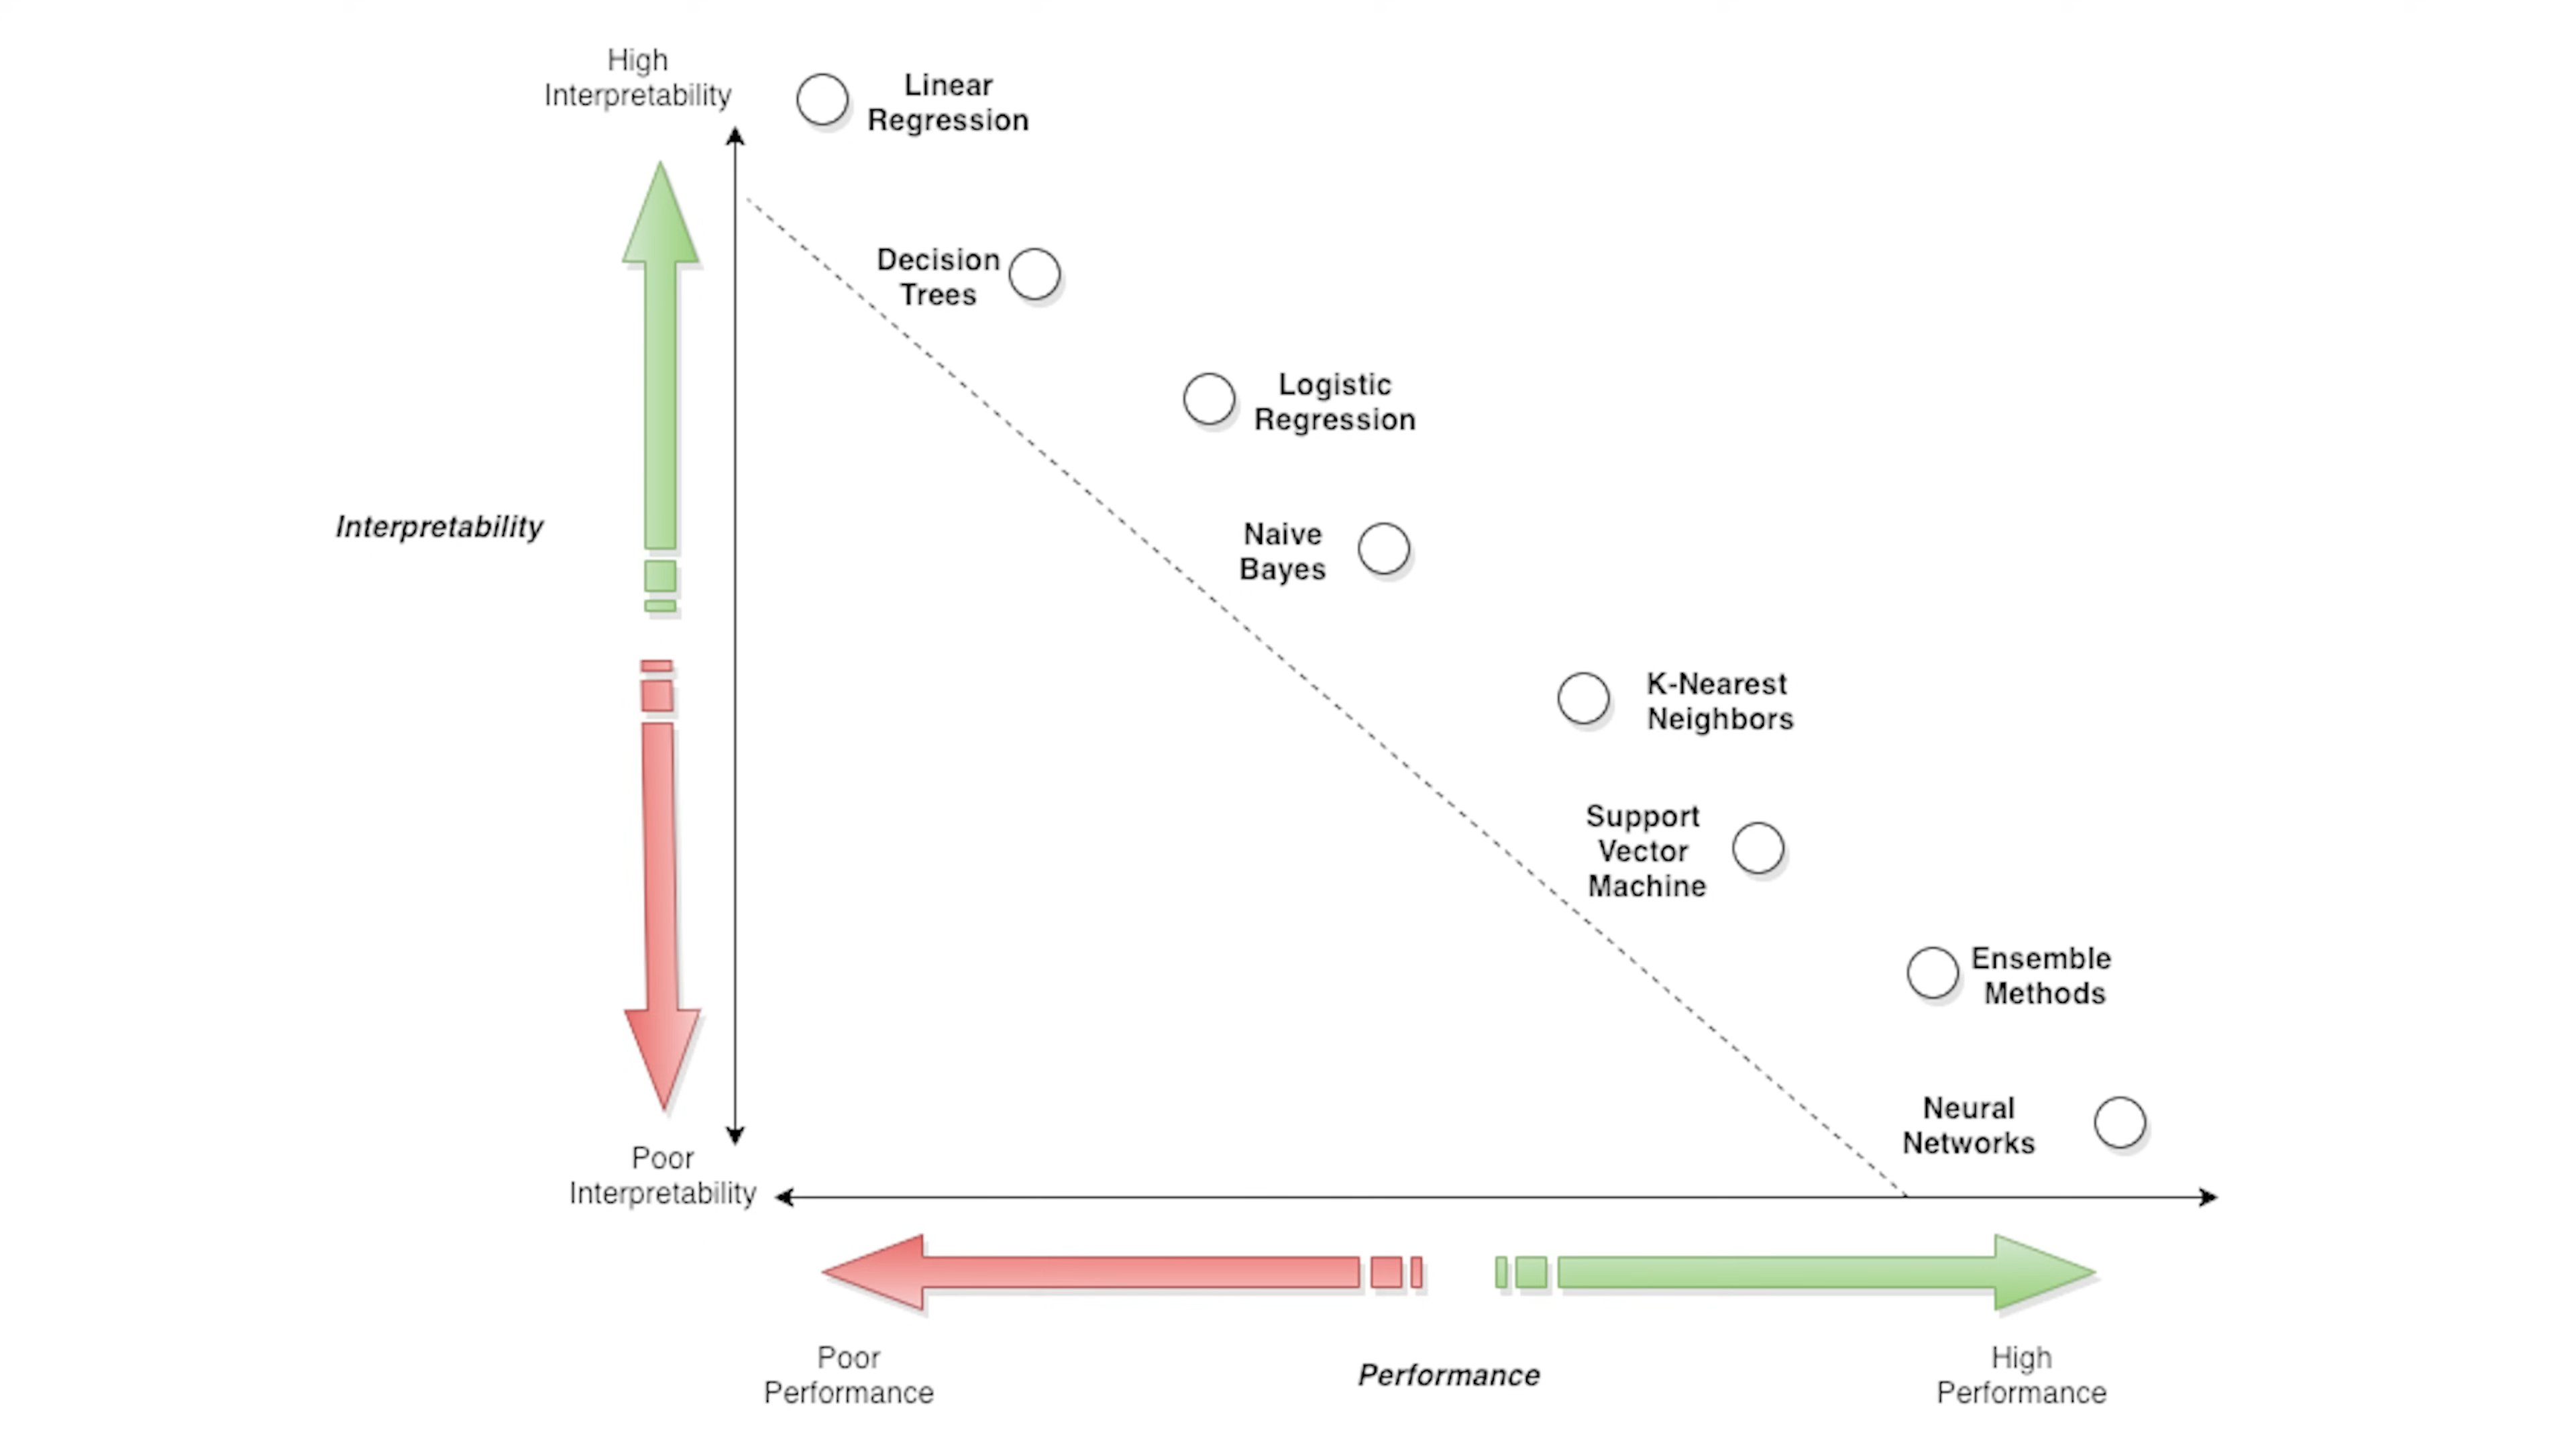 High
Interpretability
Linear
Regression
Decision
Trees
Logistic
Regression
Interpretability
Naive
Bayes
K-Nearest
Neighbors
Support
Vector
Machine
Ensemble
Methods
Neural
Networks
Poor
Interpretability
Poor
Performance
Performance
High
Performance